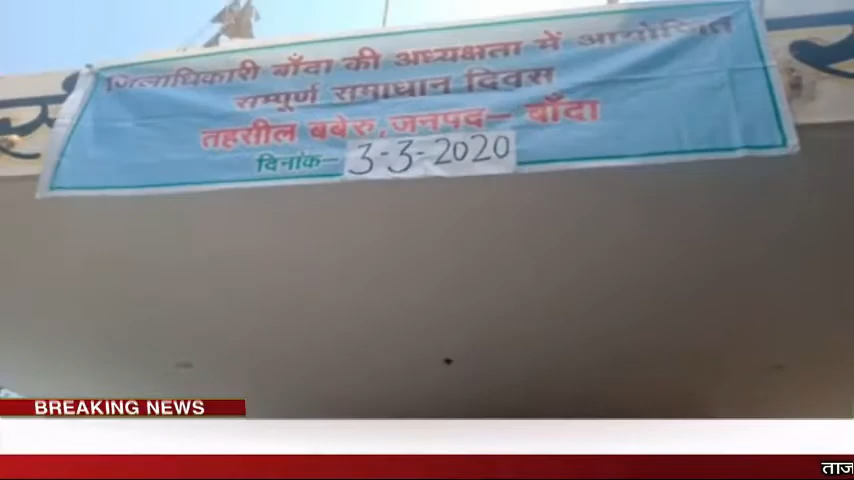 जिलाधिकारी बाँदा की अध्यक्षता में आयोजित
सम्पूर्ण समाधान दिवस
तहसील बबेरु, जनपद- बाँदा
दिनांक- 3-3-2020
BREAKING NEWS